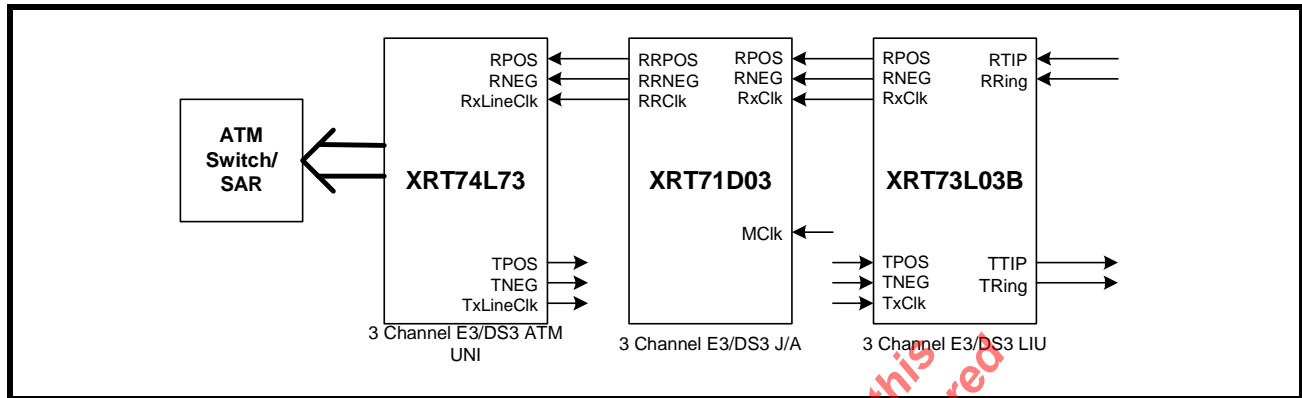 ATM
Switch/
SAR
RPOS
RNEG
RxLineClk
XRT74L73
TPOS
TNEG
TxLineClk
3 Channel E3/DS3 ATM
UNI
RRPOS
RRNEG
RRClk
RPOS
RNEG
RxClk
XRT71D03
MClk
3 Channel E3/DS3 J/A
RPOS
RNEG
RxClk
RTIP
RRing
XRT73L03B
TPOS
TNEG
TxClk
TTIP
TRing
3 Channel E3/DS3 LIU
this